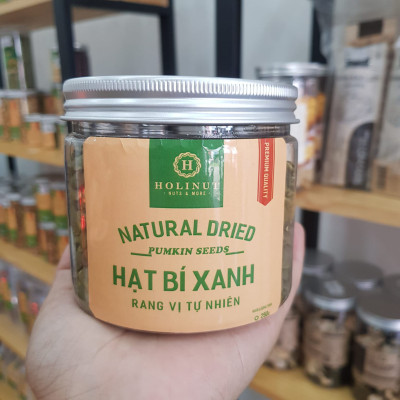 H
HOLINUT
NUTS & MORE
PREMIUM QUALITY
NATURAL DRIED
PUMKIN SEEDS
HẠT BÍ XANH
RANG VỊ TỰ NHIÊN